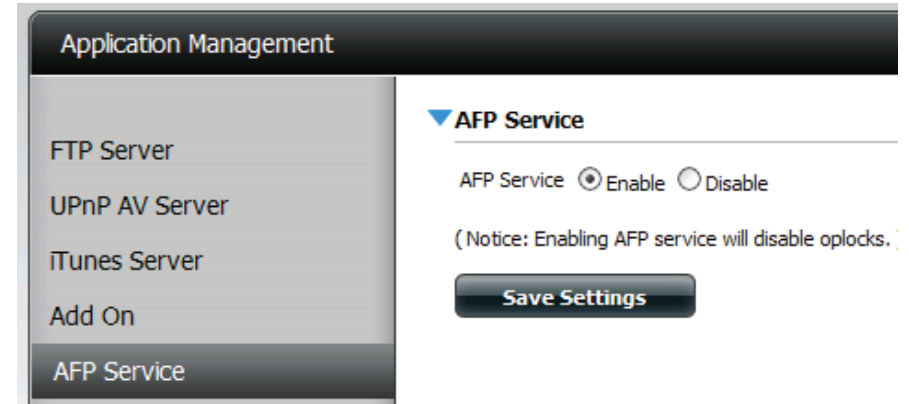 Application Management
FTP Server
UPnP AV Server
iTunes Server
Add On
AFP Service
AFP Service
AFP Service Enable Disable
( Notice: Enabling AFP service will disable oplocks. )
Save Settings